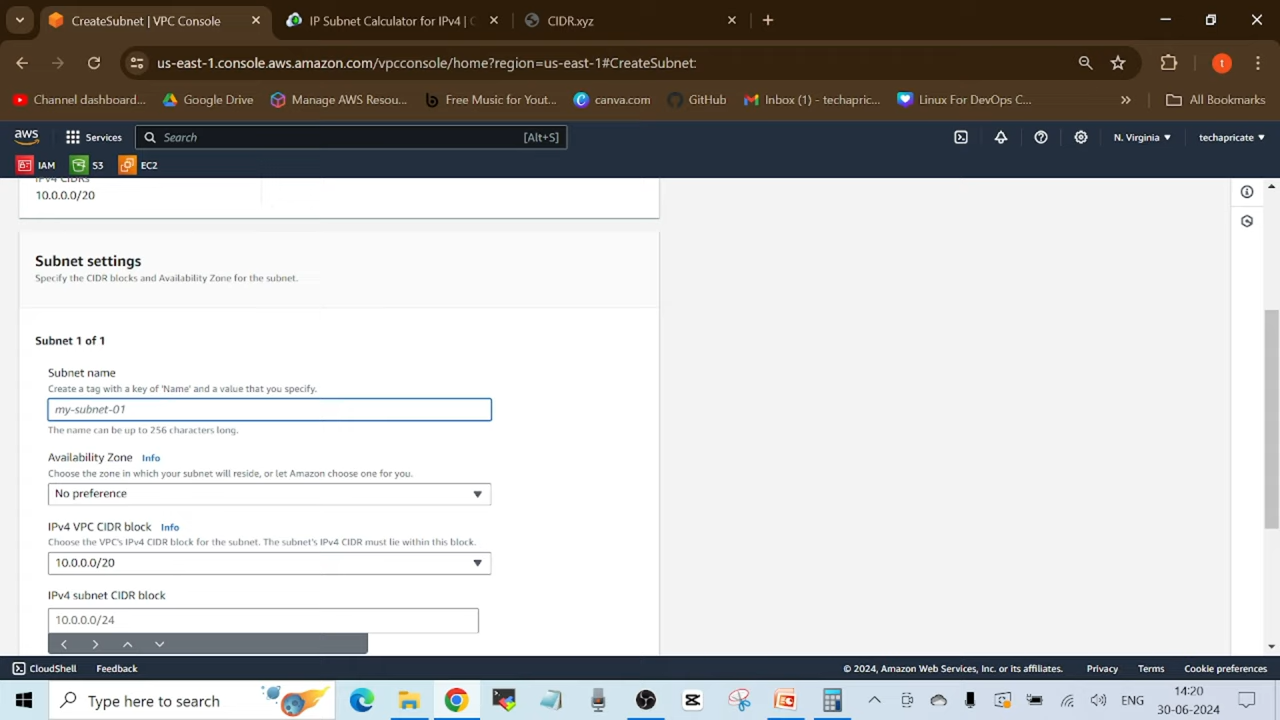 CreateSubnet | VPC Console
IP Subnet Calculator for IPv4 |
CIDR.xyz
us-east-1.console.aws.amazon.com/vpcconsole/home?region=us-east-1#CreateSubnet:
t
Channel dashboard...
Google Drive
Manage AWS Resou...
Free Music for Yout...
canva.com
GitHub
Inbox (1) - techapric...
Linux For DevOps C...
All Bookmarks
aws
Services
Search
[Alt+S]
N. Virginia
techapricate
IAM
S3
EC2
IPv4 CIDRs
10.0.0.0/20
Subnet settings
Specify the CIDR blocks and Availability Zone for the subnet.
Subnet 1 of 1
Subnet name
Create a tag with a key of 'Name' and a value that you specify.
my-subnet-01
The name can be up to 256 characters long.
Availability Zone Info
Choose the zone in which your subnet will reside, or let Amazon choose one for you.
No preference
IPv4 VPC CIDR block Info
Choose the VPC's IPv4 CIDR block for the subnet. The subnet's IPv4 CIDR must lie within this block.
10.0.0.0/20
IPv4 subnet CIDR block
10.0.0.0/24
CloudShell
Feedback
© 2024, Amazon Web Services, Inc. or its affiliates.
Privacy
Terms
Cookie preferences
Type here to search
ENG
14:20
30-06-2024